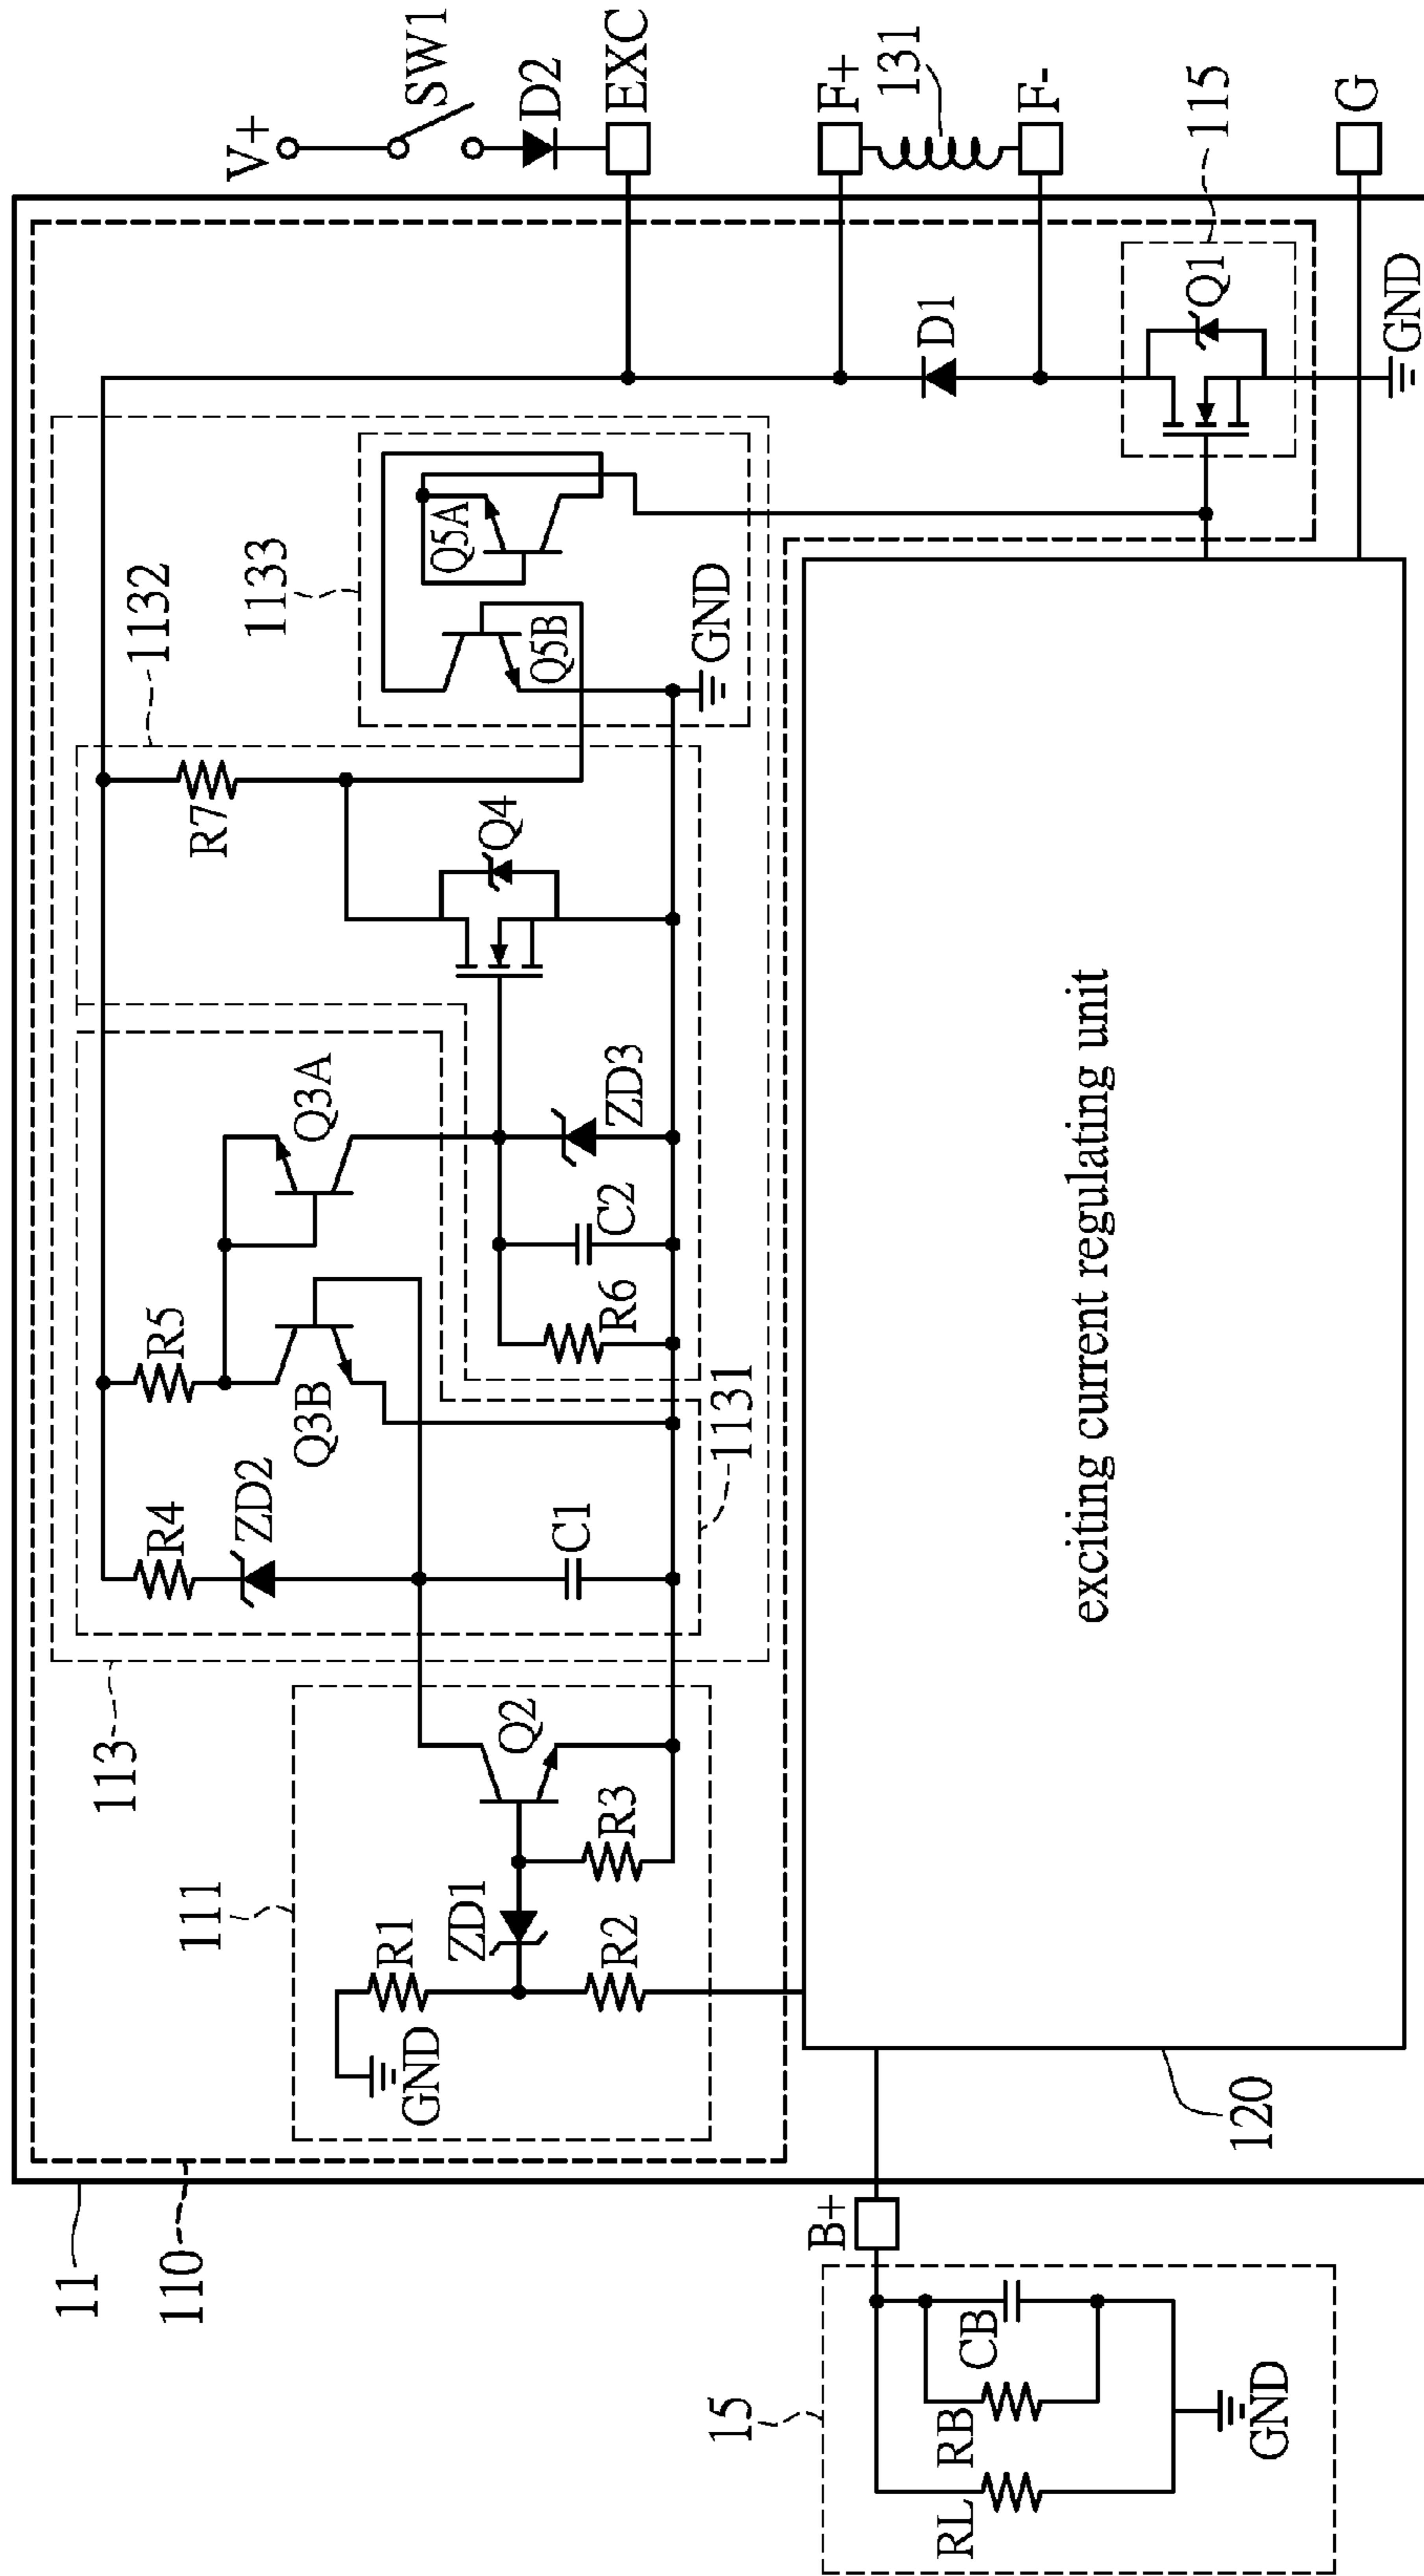 V+
SW1
D2
EXC
F+
131
F-
115
G
Q1
GND
D1
1133
1132
Q5A
Q5B
GND
R7
Q4
Q3A
ZD3
C2
R6
R5
Q3B
1131
R4
ZD2
C1
113
Q2
R3
111
ZD1
R1
R2
GND
exciting current regulating unit
120
11
110
B+
15
CB
RB
RL
GND